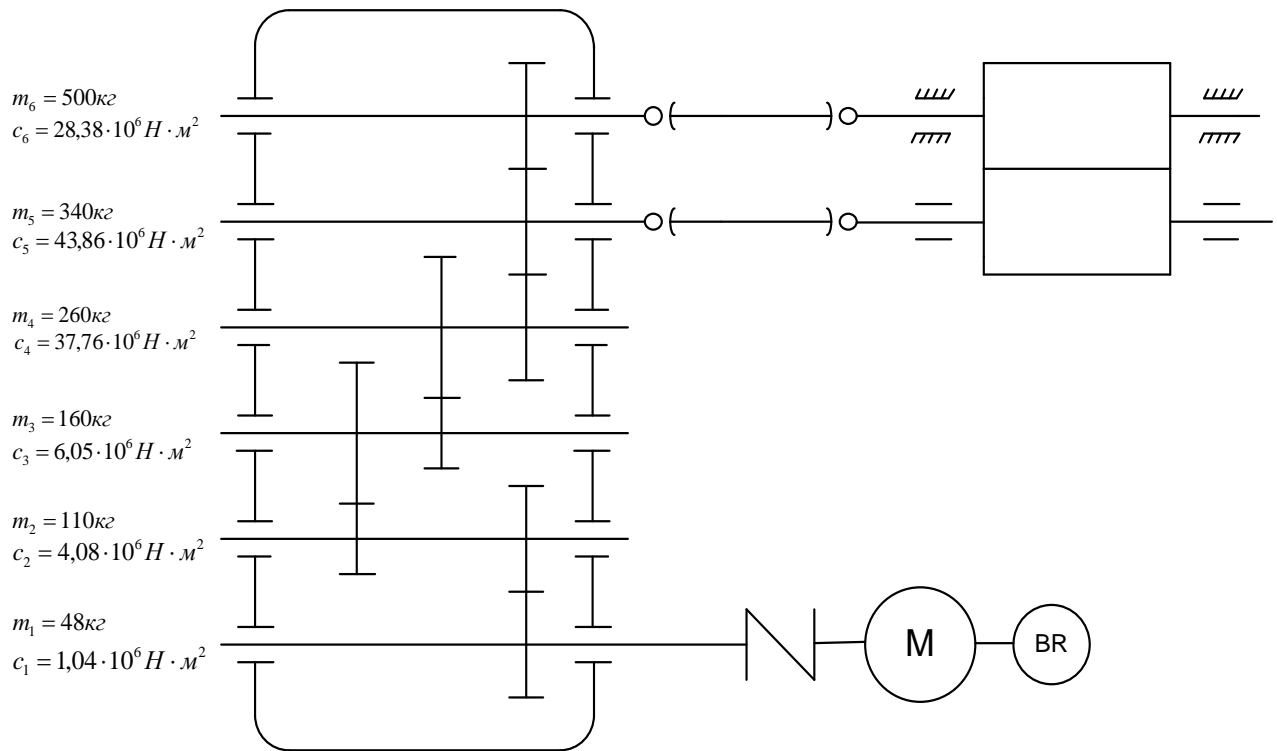 m₆ = 500кг
c₆ = 28,38·10⁶ Н·м²
m₅ = 340кг
c₅ = 43,86·10⁶ Н·м²
m₄ = 260кг
c₄ = 37,76·10⁶ Н·м²
m₃ = 160кг
c₃ = 6,05·10⁶ Н·м²
m₂ = 110кг
c₂ = 4,08·10⁶ Н·м²
m₁ = 48кг
c₁ = 1,04·10⁶ Н·м²
M
BR